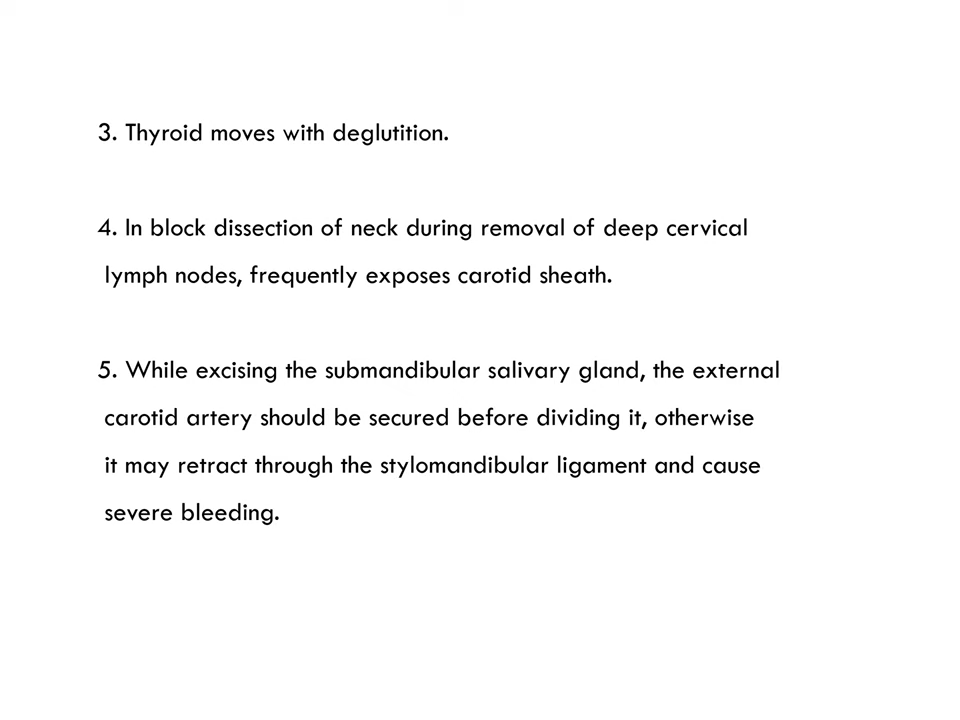 3. Thyroid moves with deglutition.
4. In block dissection of neck during removal of deep cervical
lymph nodes, frequently exposes carotid sheath.
5. While excising the submandibular salivary gland, the external
carotid artery should be secured before dividing it, otherwise
it may retract through the stylomandibular ligament and cause
severe bleeding.